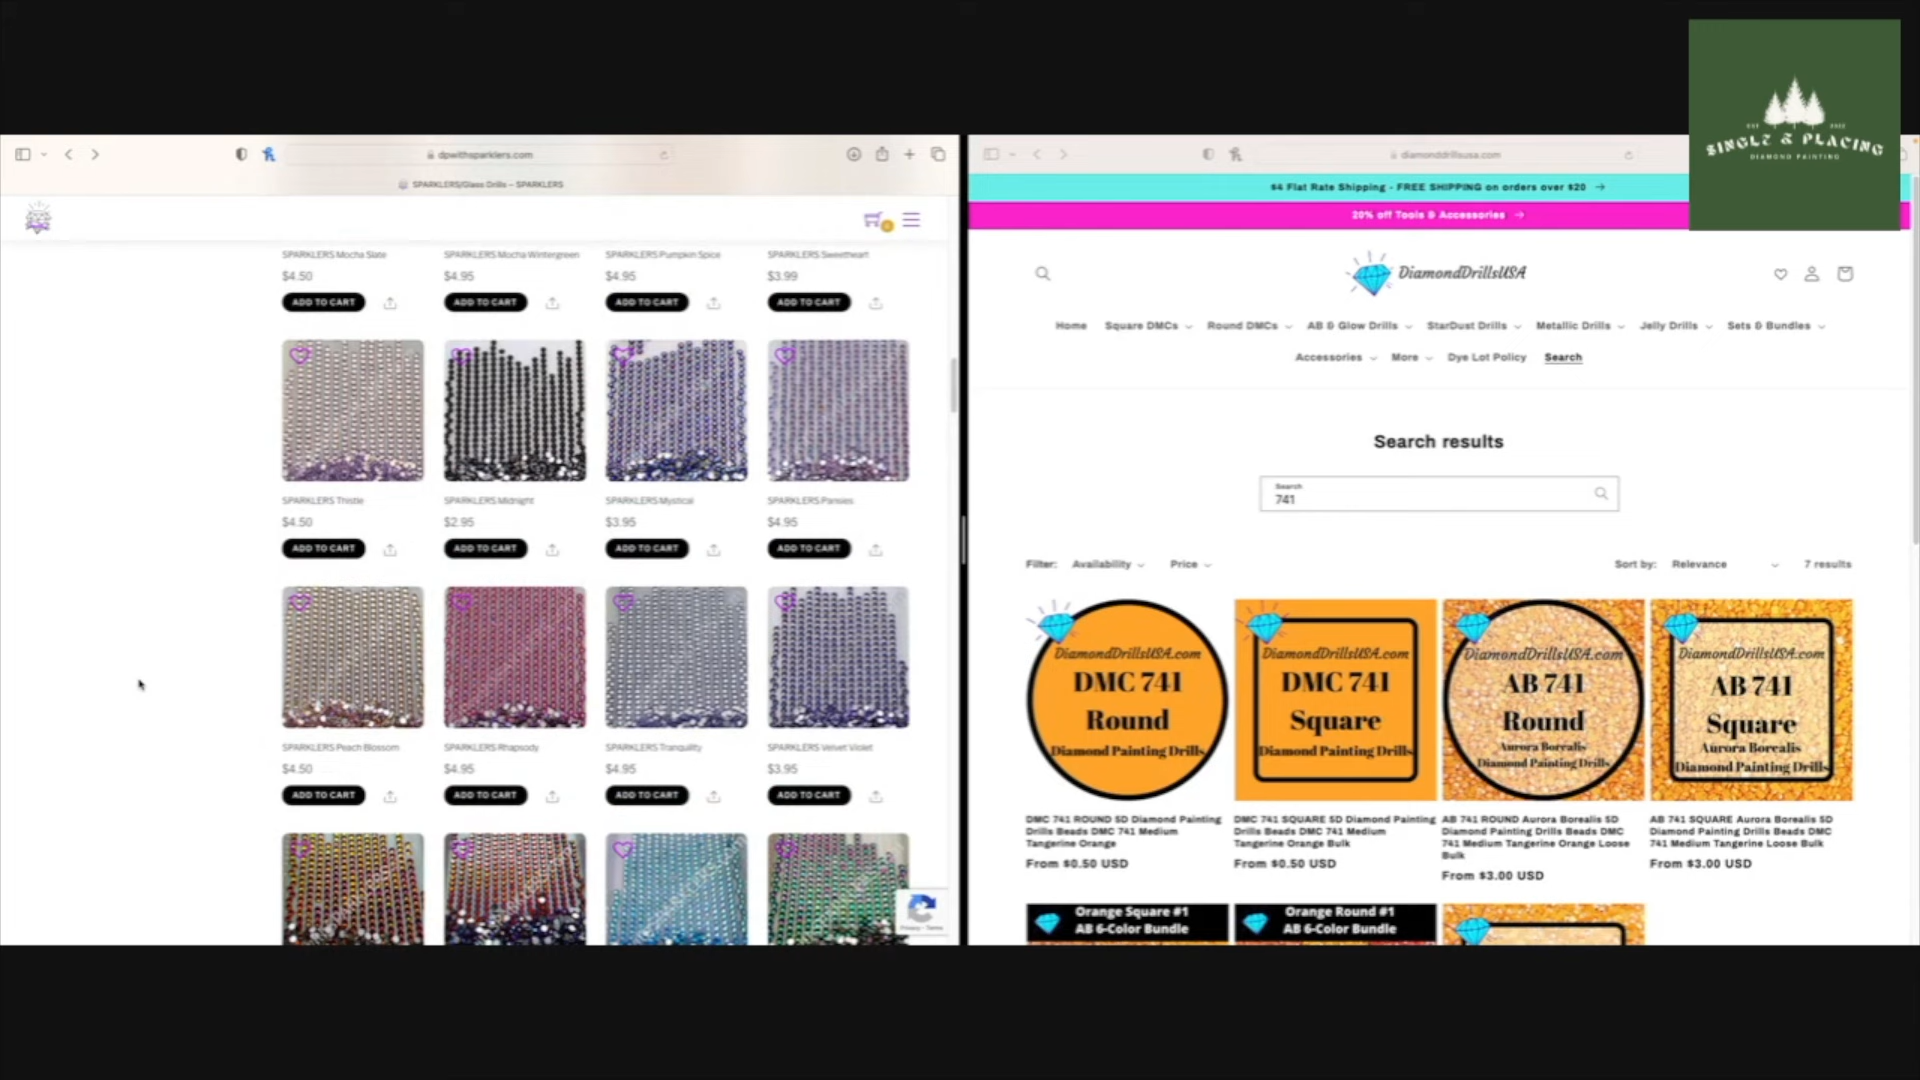 dpwithsparklers.com
SPARKLERS/Glass Drills – SPARKLERS
0
SPARKLERS Mocha Slate
SPARKLERS Mocha Wintergreen
SPARKLERS Pumpkin Spice
SPARKLERS Sweetheart
$4.50
$4.95
$4.95
$3.99
ADD TO CART
ADD TO CART
ADD TO CART
ADD TO CART
SPARKLERS Thistle
SPARKLERS Midnight
SPARKLERS Mystical
SPARKLERS Pansies
$4.50
$2.95
$3.95
$4.95
ADD TO CART
ADD TO CART
ADD TO CART
ADD TO CART
SPARKLERS Peach Blossom
SPARKLERS Rhapsody
SPARKLERS Tranquility
SPARKLERS Velvet Violet
$4.50
$4.95
$4.95
$3.95
ADD TO CART
ADD TO CART
ADD TO CART
ADD TO CART
Privacy - Terms
diamonddrillsusa.com
SINGLZ & PLACING
DIAMOND PAINTING
$4 Flat Rate Shipping - FREE SHIPPING on orders over $20 →
20% off Tools & Accessories →
DiamondDrillsUSA
Home Square DMCs Round DMCs AB & Glow Drills StarDust Drills Metallic Drills Jelly Drills Sets & Bundles
Accessories More Dye Lot Policy Search
Search results
Search
741
Filter: Availability Price Sort by: Relevance 7 results
DiamondDrillsUSA.com
DMC 741
Round
Diamond Painting Drills
DiamondDrillsUSA.com
DMC 741
Square
Diamond Painting Drills
DiamondDrillsUSA.com
AB 741
Round
Aurora Borealis
Diamond Painting Drills
DiamondDrillsUSA.com
AB 741
Square
Aurora Borealis
Diamond Painting Drills
DMC 741 ROUND 5D Diamond Painting
Drills Beads DMC 741 Medium
Tangerine Orange
From $0.50 USD
DMC 741 SQUARE 5D Diamond Painting
Drills Beads DMC 741 Medium
Tangerine Orange Bulk
From $0.50 USD
AB 741 ROUND Aurora Borealis 5D
Diamond Painting Drills Beads DMC
741 Medium Tangerine Orange Loose
Bulk
From $3.00 USD
AB 741 SQUARE Aurora Borealis 5D
Diamond Painting Drills Beads DMC
741 Medium Tangerine Loose Bulk
From $3.00 USD
Orange Square #1
AB 6-Color Bundle
Orange Round #1
AB 6-Color Bundle